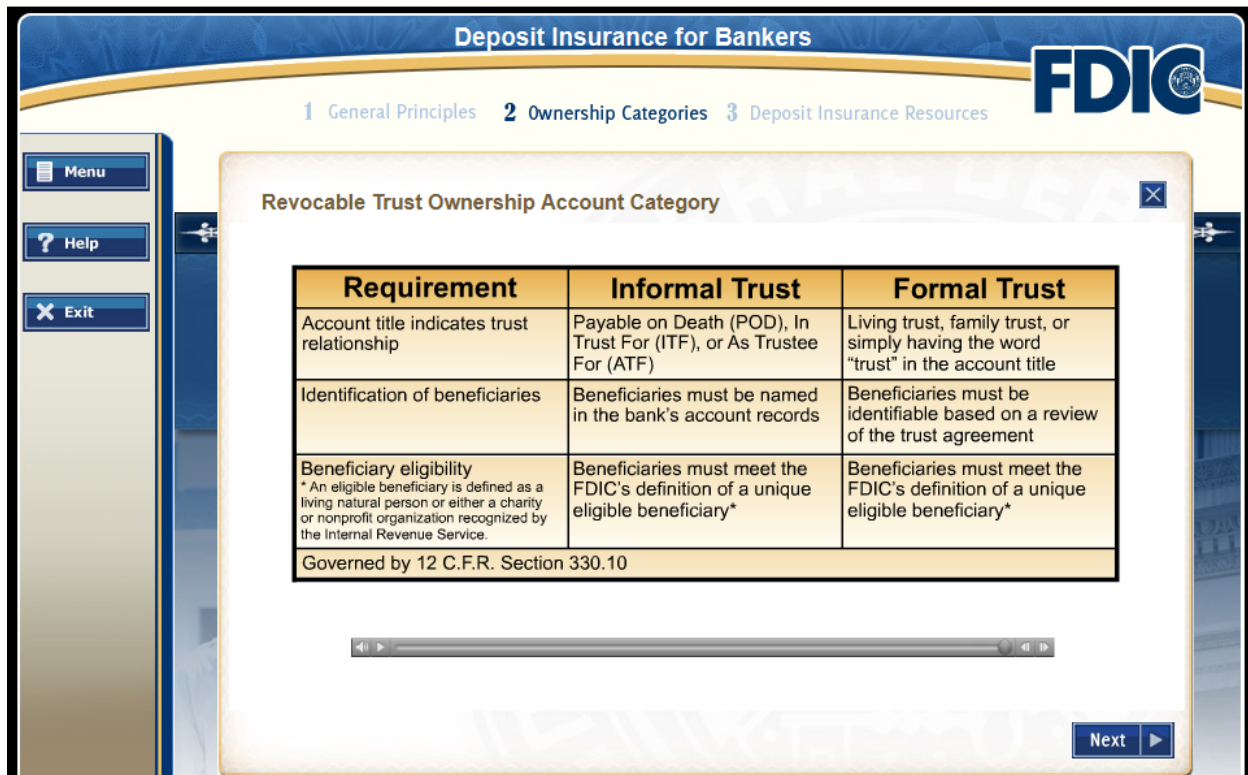 Deposit Insurance for Bankers
FDIC
1 General Principles 2 Ownership Categories 3 Deposit Insurance Resources
Menu
? Help
X Exit
Revocable Trust Ownership Account Category
Requirement
Informal Trust
Formal Trust
Account title indicates trust
relationship
Payable on Death (POD), In
Trust For (ITF), or As Trustee
For (ATF)
Living trust, family trust, or
simply having the word
“trust” in the account title
Identification of beneficiaries
Beneficiaries must be named
in the bank’s account records
Beneficiaries must be
identifiable based on a review
of the trust agreement
Beneficiary eligibility
* An eligible beneficiary is defined as a
living natural person or either a charity
or nonprofit organization recognized by
the Internal Revenue Service.
Beneficiaries must meet the
FDIC’s definition of a unique
eligible beneficiary*
Beneficiaries must meet the
FDIC’s definition of a unique
eligible beneficiary*
Governed by 12 C.F.R. Section 330.10
Next